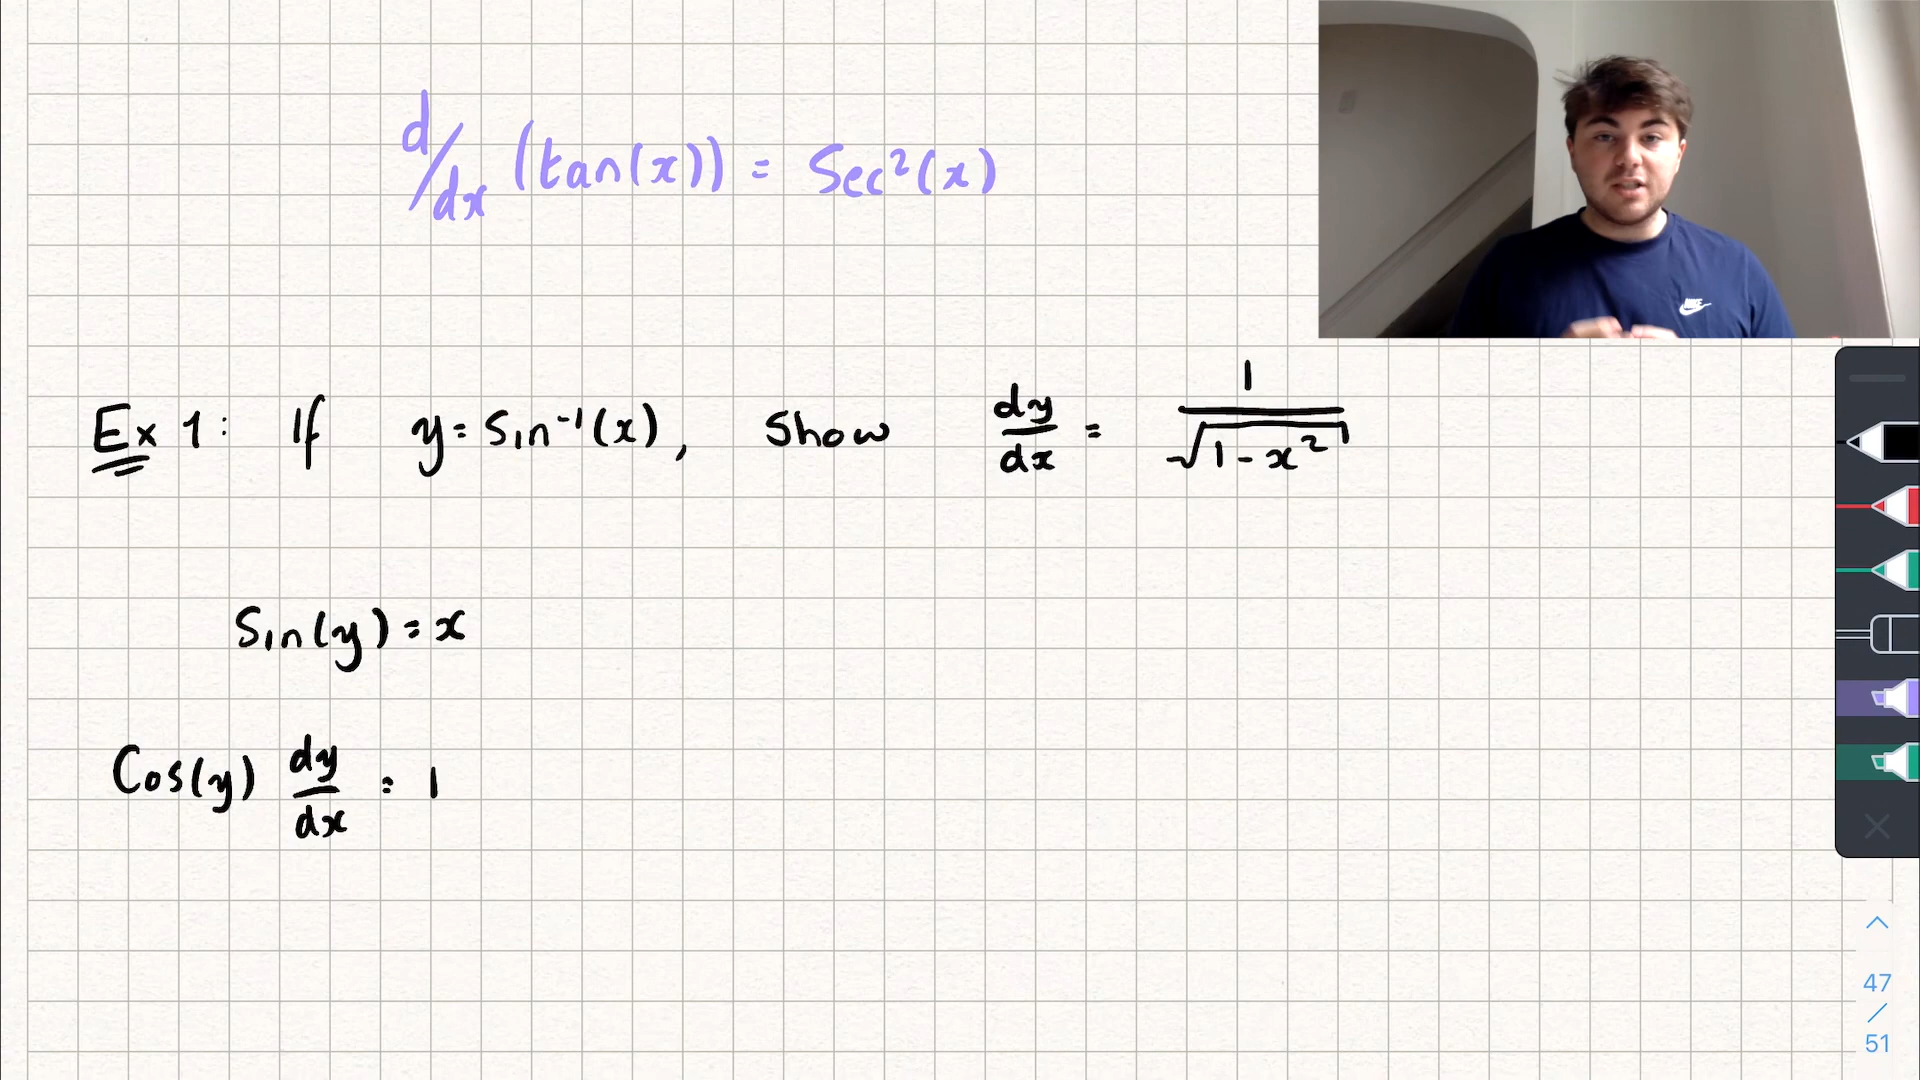 d/dx (tan(x)) = Sec²(x)
NIKE
Ex 1: If y = Sin⁻¹(x), Show dy/dx = 1/√(1-x²)
Sin(y) = x
Cos(y) dy/dx = 1
47
/
51